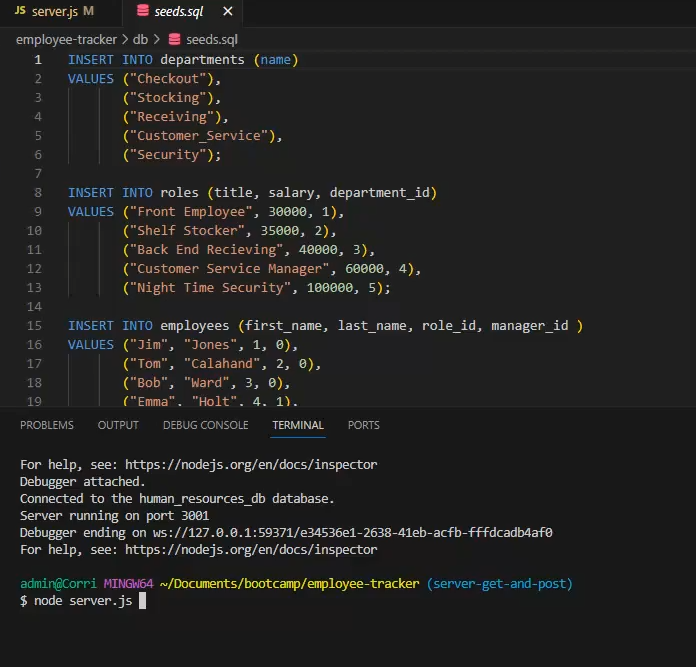 JS server.js M seeds.sql ×
employee-tracker > db > seeds.sql
1 INSERT INTO departments (name)
2 VALUES ("Checkout"),
3 ("Stocking"),
4 ("Receiving"),
5 ("Customer_Service"),
6 ("Security");
7
8 INSERT INTO roles (title, salary, department_id)
9 VALUES ("Front Employee", 30000, 1),
10 ("Shelf Stocker", 35000, 2),
11 ("Back End Recieving", 40000, 3),
12 ("Customer Service Manager", 60000, 4),
13 ("Night Time Security", 100000, 5);
14
15 INSERT INTO employees (first_name, last_name, role_id, manager_id )
16 VALUES ("Jim", "Jones", 1, 0),
17 ("Tom", "Calahand", 2, 0),
18 ("Bob", "Ward", 3, 0),
19 ("Emma", "Holt", 4, 1),
PROBLEMS OUTPUT DEBUG CONSOLE TERMINAL PORTS
For help, see: https://nodejs.org/en/docs/inspector
Debugger attached.
Connected to the human_resources_db database.
Server running on port 3001
Debugger ending on ws://127.0.0.1:59371/e34536e1-2638-41eb-acfb-fffdcadb4af0
For help, see: https://nodejs.org/en/docs/inspector
admin@Corri MINGW64 ~/Documents/bootcamp/employee-tracker (server-get-and-post)
$ node server.js